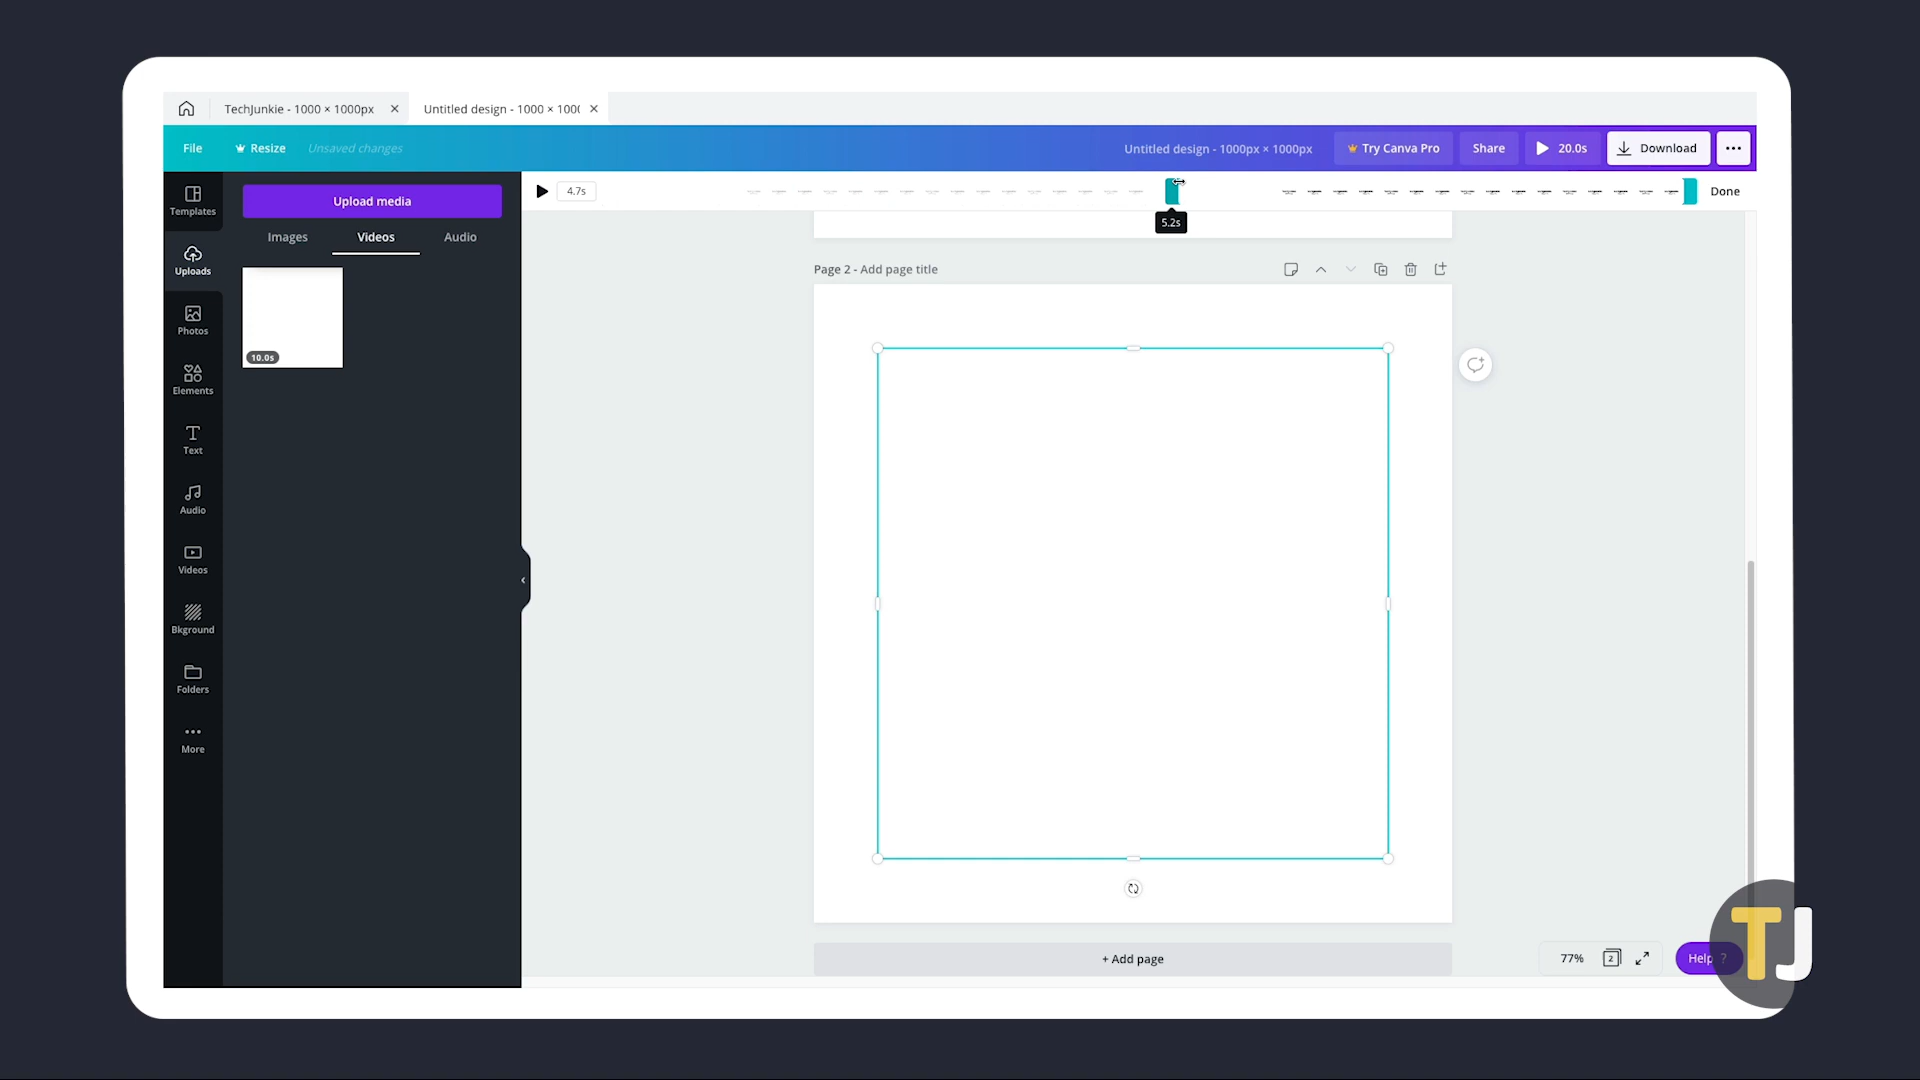 TechJunkie - 1000 × 1000px
Untitled design - 1000 × 100
File
Resize
Unsaved changes
Untitled design - 1000px × 1000px
Try Canva Pro
Share
20.0s
Download
Templates
Upload media
4.7s
Done
5.2s
Images
Videos
Audio
Uploads
Page 2 - Add page title
10.0s
Photos
Elements
Text
Audio
Videos
Bkground
Folders
More
+ Add page
77%
2
Help ?
TJ